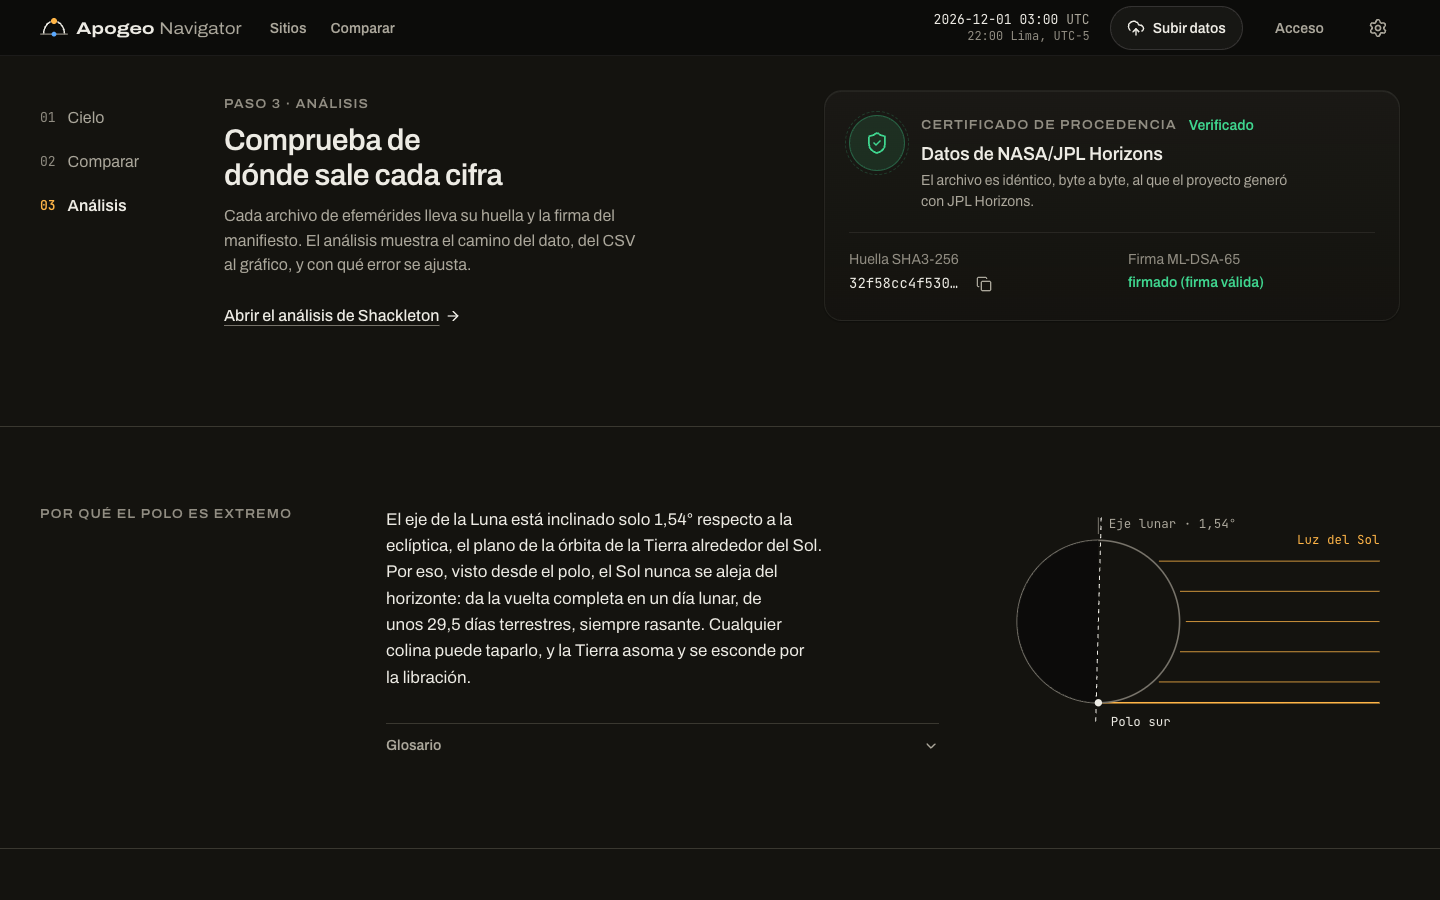 Apogeo Navigator
Sitios
Comparar
2026-12-01 03:00 UTC
22:00 Lima, UTC-5
Subir datos
Acceso
01 Cielo
02 Comparar
03 Análisis
PASO 3 · ANÁLISIS
Comprueba de
dónde sale cada cifra
Cada archivo de efemérides lleva su huella y la firma del
manifiesto. El análisis muestra el camino del dato, del CSV
al gráfico, y con qué error se ajusta.
Abrir el análisis de Shackleton →
CERTIFICADO DE PROCEDENCIA Verificado
Datos de NASA/JPL Horizons
El archivo es idéntico, byte a byte, al que el proyecto generó
con JPL Horizons.
Huella SHA3-256
32f58cc4f530…
Firma ML-DSA-65
firmado (firma válida)
POR QUÉ EL POLO ES EXTREMO
El eje de la Luna está inclinado solo 1,54° respecto a la
eclíptica, el plano de la órbita de la Tierra alrededor del Sol.
Por eso, visto desde el polo, el Sol nunca se aleja del
horizonte: da la vuelta completa en un día lunar, de
unos 29,5 días terrestres, siempre rasante. Cualquier
colina puede taparlo, y la Tierra asoma y se esconde por
la libración.
Glosario
Eje lunar · 1,54°
Luz del Sol
Polo sur